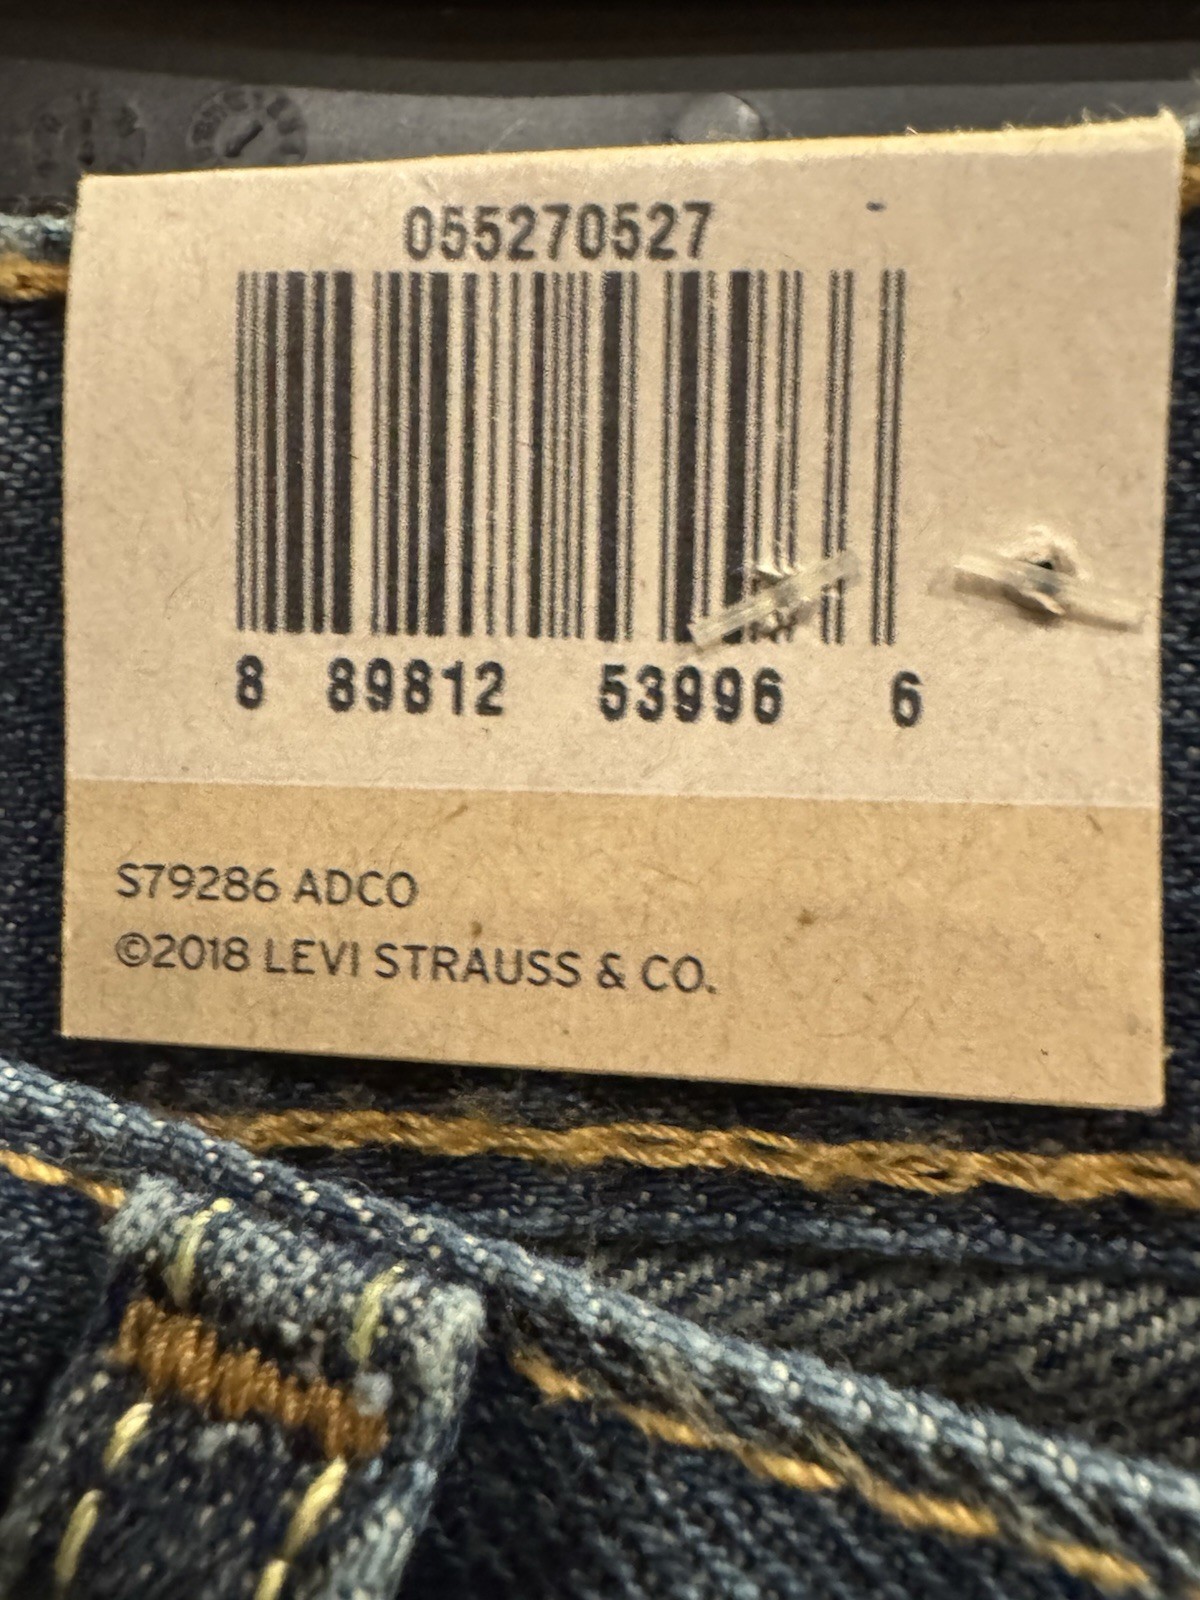 055270527
8 89812 53996 6
S79286 ADCO
©2018 LEVI STRAUSS & CO.